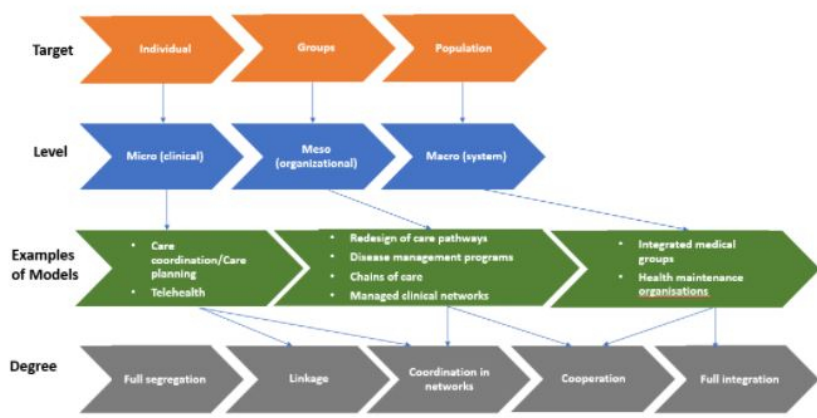 Target
Individual
Groups
Population
Level
Micro (clinical)
Meso
(organizational)
Macro (system)
Examples
of Models
• Care
coordination/Care
planning
• Telehealth
• Redesign of care pathways
• Disease management programs
• Chains of care
• Managed clinical networks
• Integrated medical
groups
• Health maintenance
organisations
Degree
Full segregation
Linkage
Coordination in
networks
Cooperation
Full integration